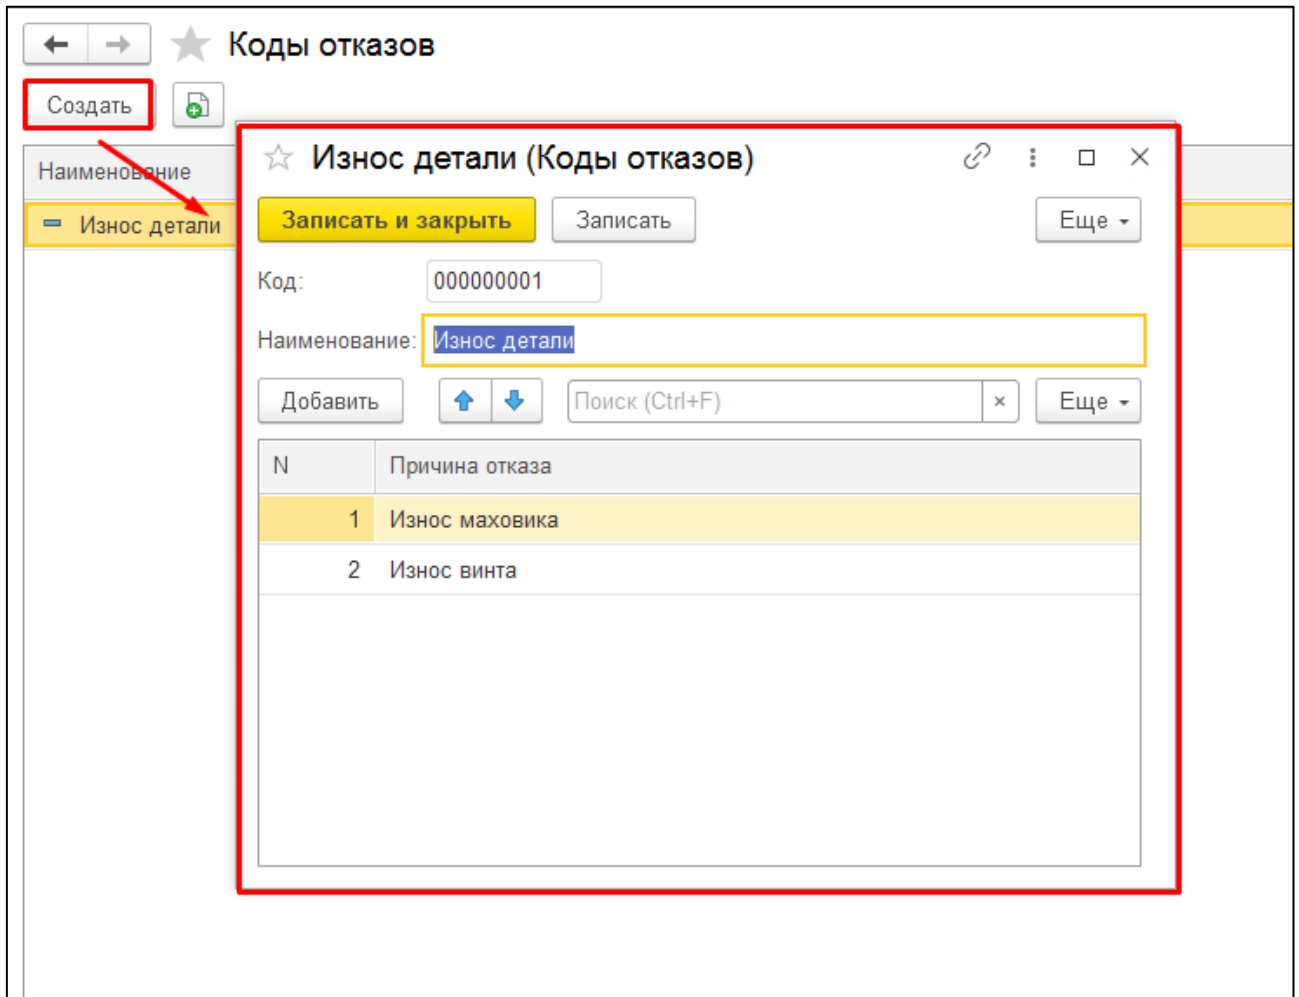 Коды отказов
Создать
Наименование
Износ детали
Износ детали (Коды отказов)
Записать и закрыть
Записать
Еще
Код:
000000001
Наименование:
Износ детали
Добавить
Поиск (Ctrl+F)
×
Еще
N
Причина отказа
1
Износ маховика
2
Износ винта